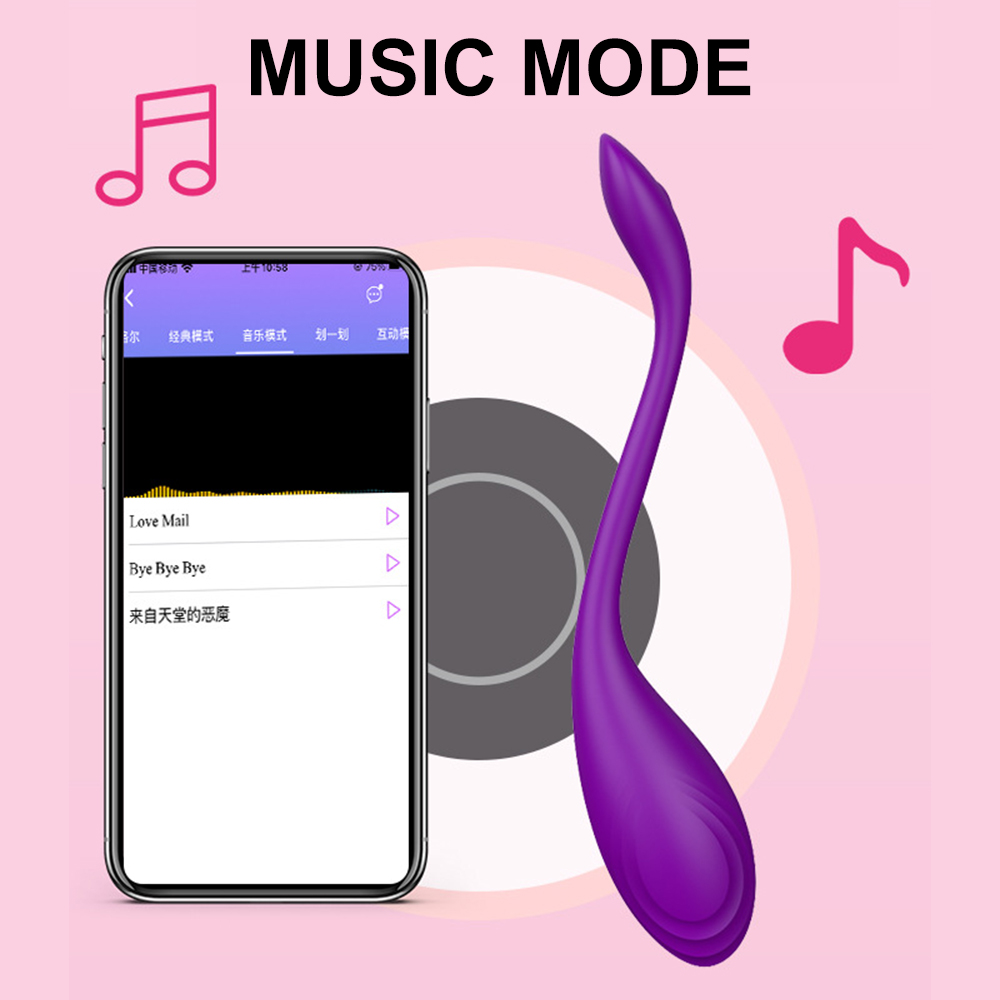 MUSIC MODE
中国移动 上午10:58 75%
洛尔 经典模式 音乐模式 划一划 互动模
Love Mail
Bye Bye Bye
来自天堂的恶魔